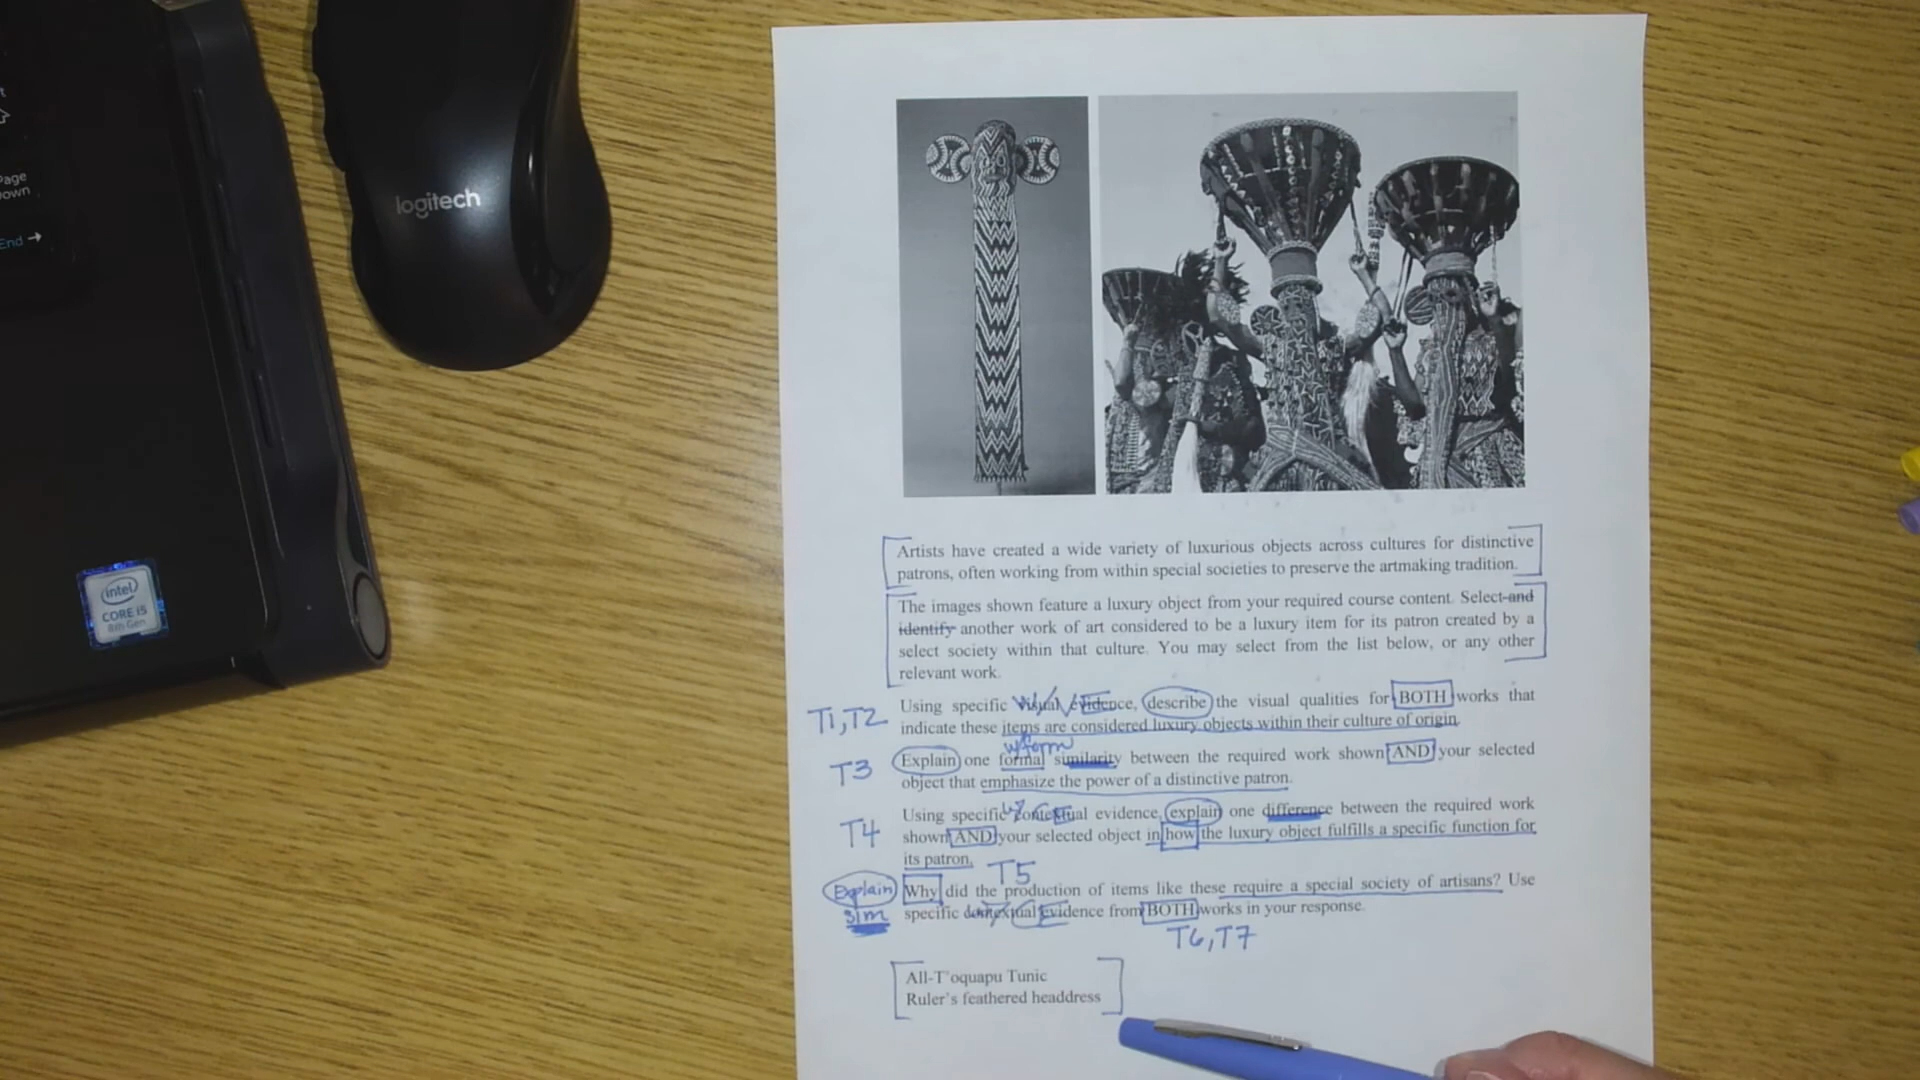 t
Page
own
End →
logitech
intel
CORE i5
8th Gen
Artists have created a wide variety of luxurious objects across cultures for distinctive
patrons, often working from within special societies to preserve the artmaking tradition.
The images shown feature a luxury object from your required course content. Select and
identify another work of art considered to be a luxury item for its patron created by a
select society within that culture. You may select from the list below, or any other
relevant work.
T1, T2
Using specific visual evidence, describe the visual qualities for BOTH works that
indicate these items are considered luxury objects within their culture of origin.
w/form
T3
Explain one formal similarity between the required work shown AND your selected
object that emphasize the power of a distinctive patron.
T4
Using specific contextual evidence, explain one difference between the required work
shown AND your selected object in how the luxury object fulfills a specific function for
its patron.
T5
Explain
Why did the production of items like these require a special society of artisans? Use
sim
specific contextual evidence from BOTH works in your response.
T6, T7
All-T'oquapu Tunic
Ruler's feathered headdress